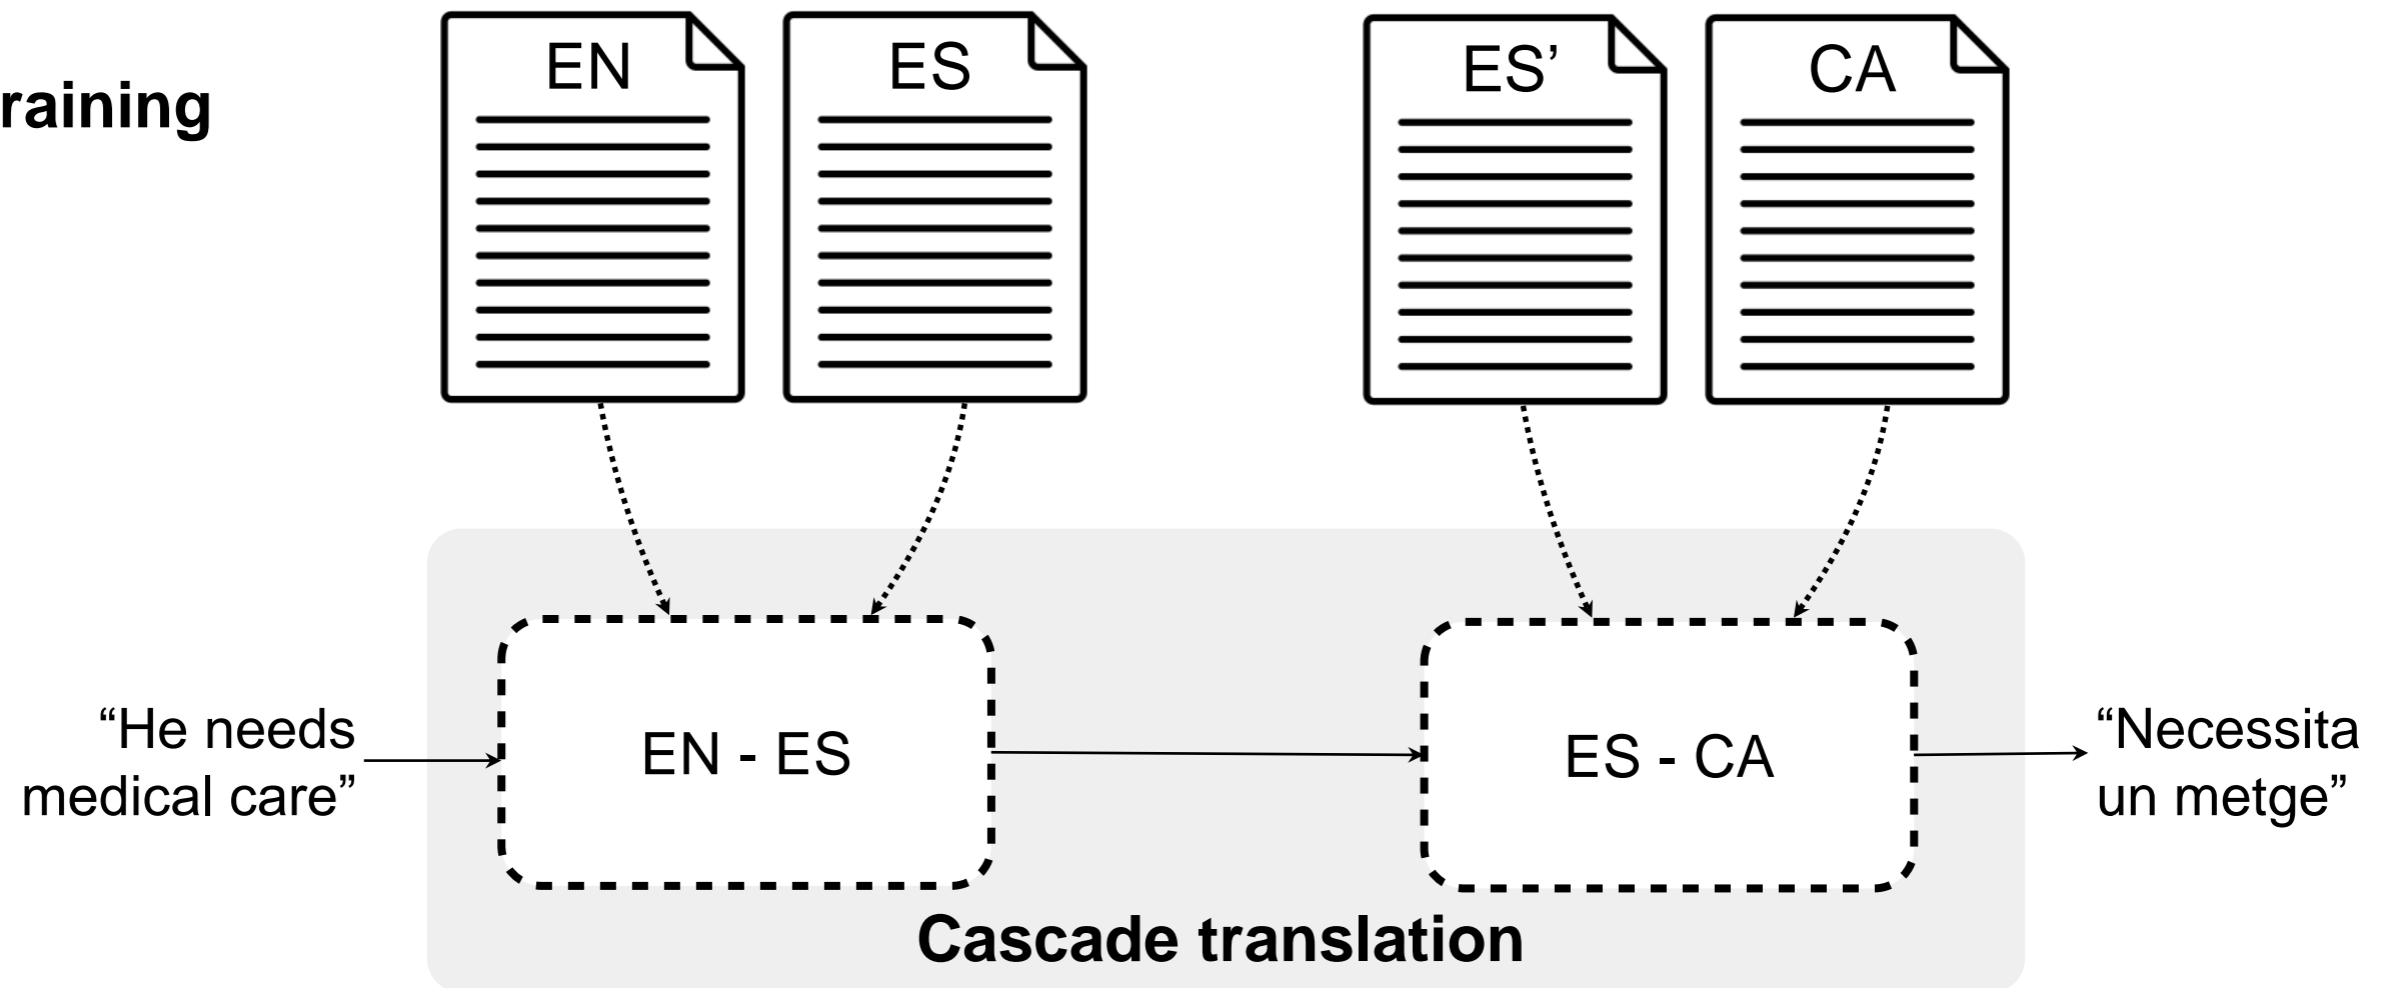 EN
ES
ES’
CA
raining
“He needs
medical care”
EN - ES
ES - CA
“Necessita
un metge”
Cascade translation